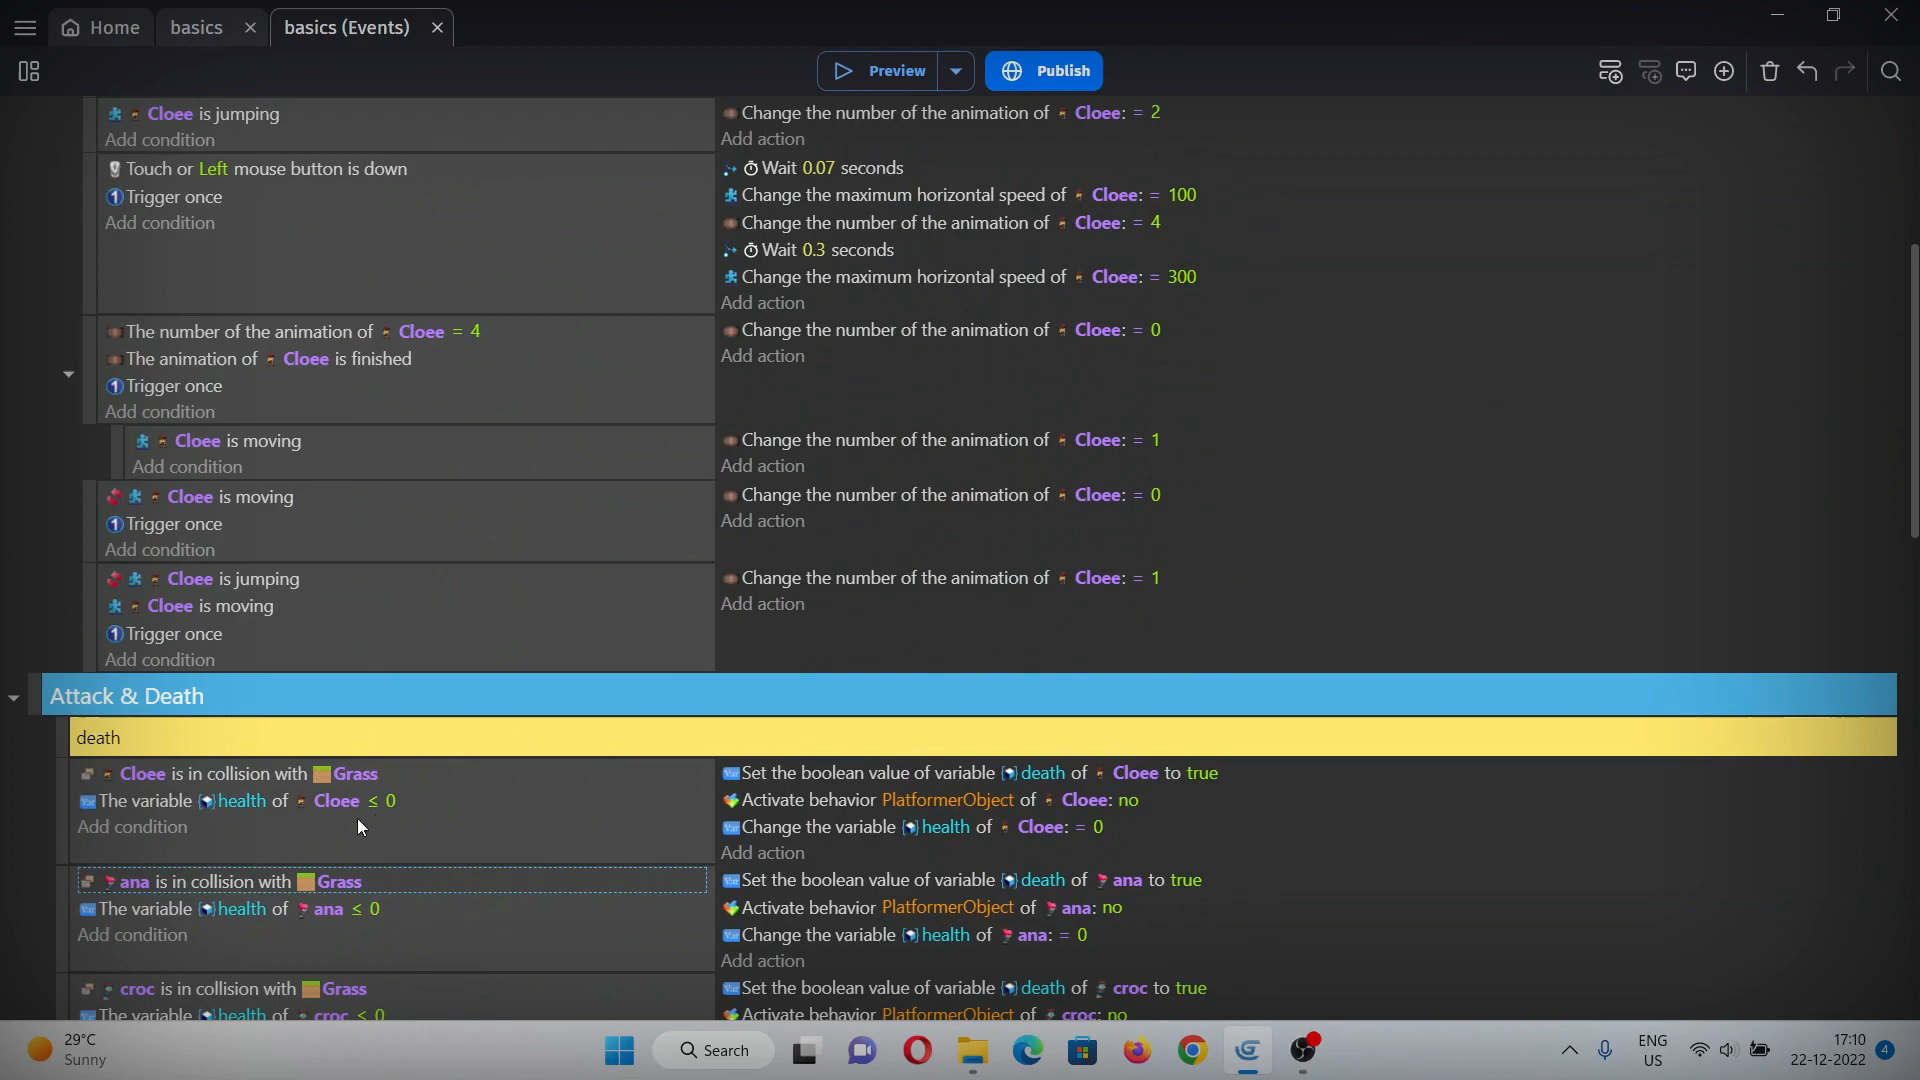 Home
basics
basics (Events)
Preview
Publish
Cloee is jumping
Add condition
Change the number of the animation of Cloee: = 2
Add action
Touch or Left mouse button is down
Trigger once
Add condition
Wait 0.07 seconds
Change the maximum horizontal speed of Cloee: = 100
Change the number of the animation of Cloee: = 4
Wait 0.3 seconds
Change the maximum horizontal speed of Cloee: = 300
Add action
The number of the animation of Cloee = 4
The animation of Cloee is finished
Trigger once
Add condition
Change the number of the animation of Cloee: = 0
Add action
Cloee is moving
Add condition
Change the number of the animation of Cloee: = 1
Add action
Cloee is moving
Trigger once
Add condition
Change the number of the animation of Cloee: = 0
Add action
Cloee is jumping
Cloee is moving
Trigger once
Add condition
Change the number of the animation of Cloee: = 1
Add action
Attack & Death
death
Cloee is in collision with Grass
The variable health of Cloee ≤ 0
Add condition
Set the boolean value of variable death of Cloee to true
Activate behavior PlatformerObject of Cloee: no
Change the variable health of Cloee: = 0
Add action
ana is in collision with Grass
The variable health of ana ≤ 0
Add condition
Set the boolean value of variable death of ana to true
Activate behavior PlatformerObject of ana: no
Change the variable health of ana: = 0
Add action
croc is in collision with Grass
The variable health of croc ≤ 0
Set the boolean value of variable death of croc to true
Activate behavior PlatformerObject of croc: no
29°C
Sunny
Search
ENG
US
17:10
22-12-2022
4